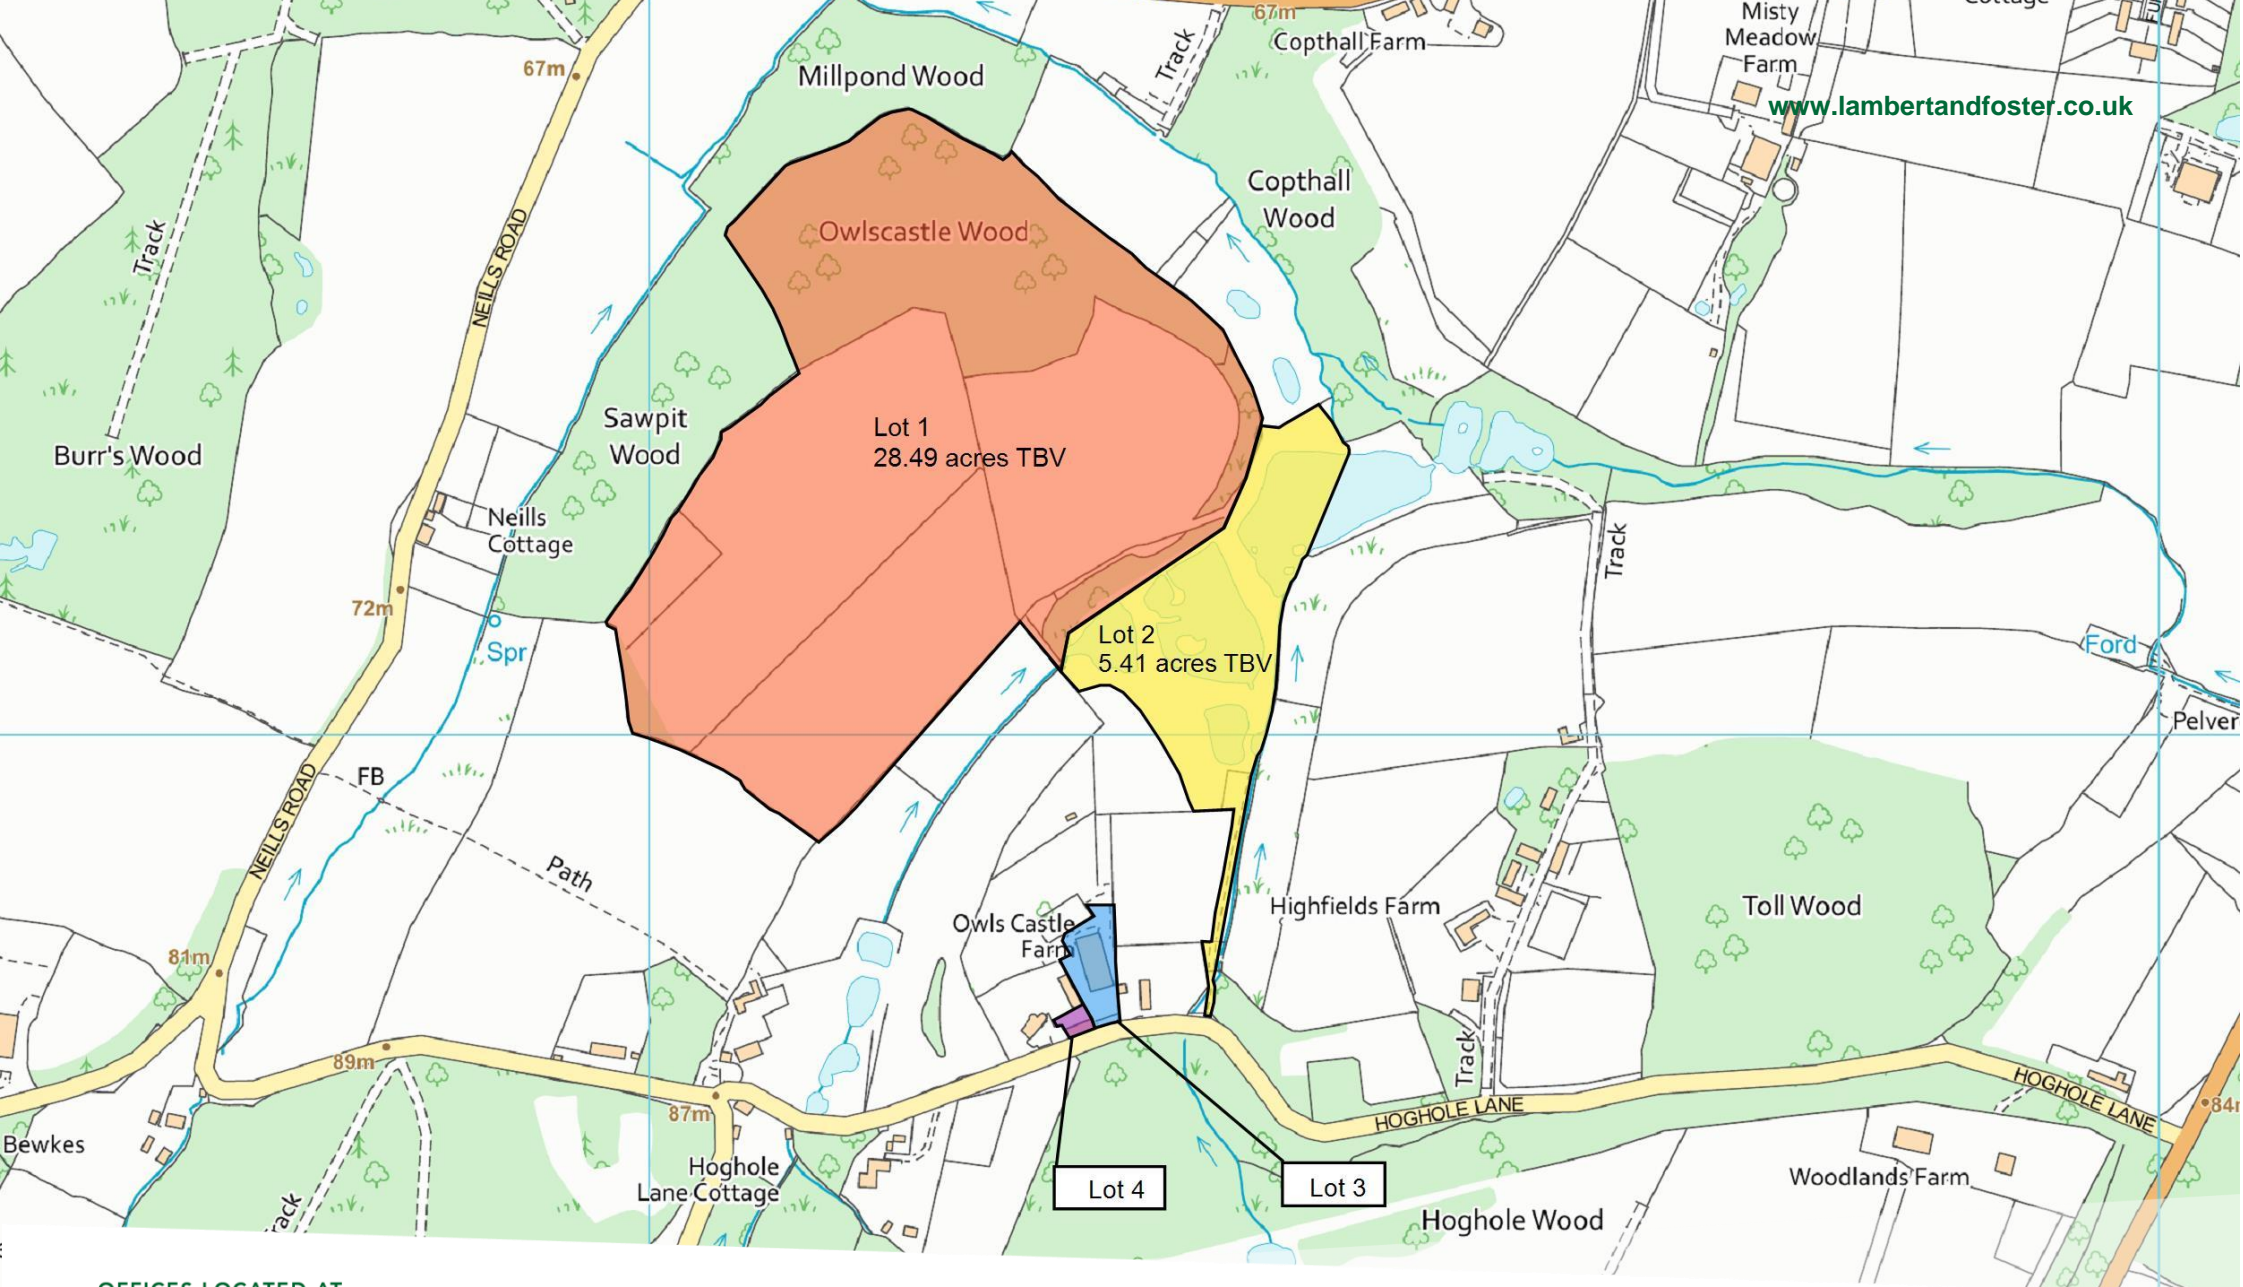 67m
Copthall Farm
Misty
Meadow
Farm
67m
Millpond Wood
Track
www.lambertandfoster.co.uk
Copthall
Wood
Owlscastle Wood
Track
NEILLS ROAD
Sawpit
Wood
Lot 1
28.49 acres TBV
Burr's Wood
Neills
Cottage
Track
72m
Spr
Lot 2
5.41 acres TBV
Ford
Pelver
FB
NEILLS ROAD
Path
Owls Castle
Farm
Highfields Farm
Toll Wood
81m
89m
87m
Track
HOGHOLE LANE
HOGHOLE LANE
84m
Bewkes
Hoghole
Lane Cottage
Lot 4
Lot 3
Woodlands Farm
Hoghole Wood
rack
OFFICES LOCATED AT